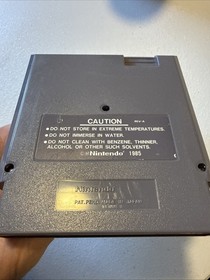 REV-A
CAUTION
• DO NOT STORE IN EXTREME TEMPERATURES.
• DO NOT IMMERSE IN WATER.
• DO NOT CLEAN WITH BENZENE, THINNER,
ALCOHOL OR OTHER SUCH SOLVENTS.
©Nintendo 1985
Nintendo